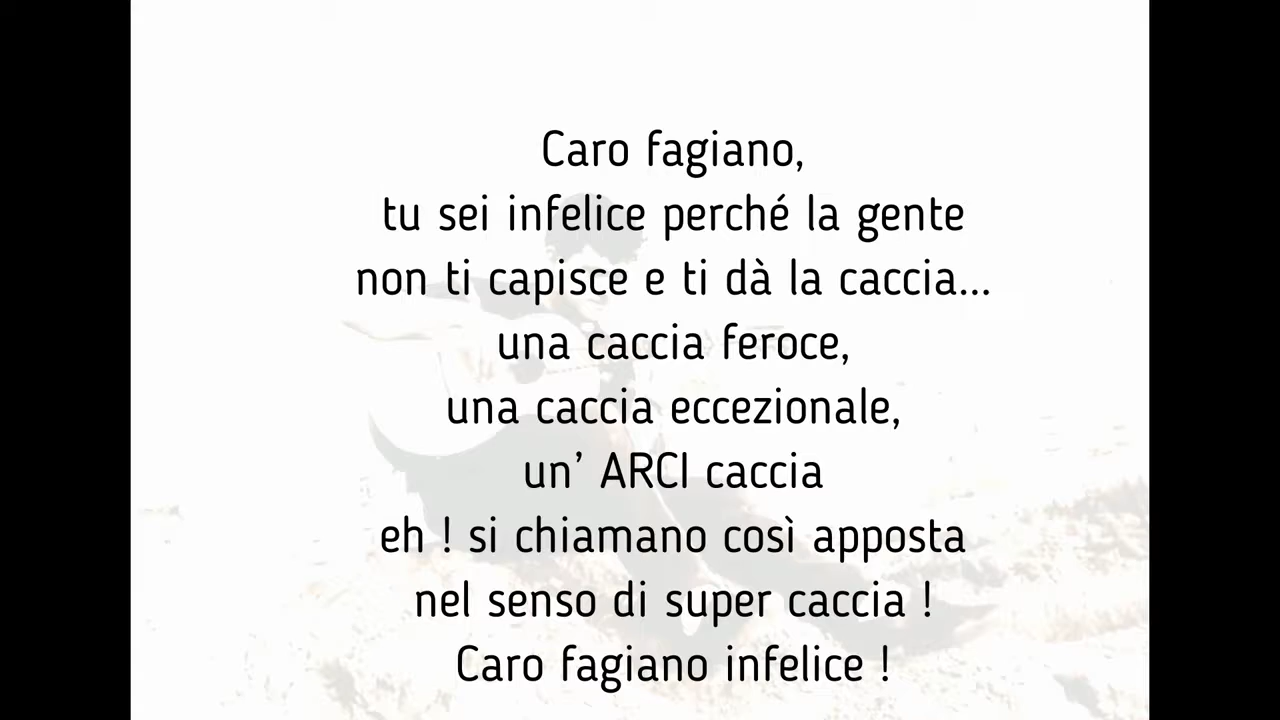 Caro fagiano,
tu sei infelice perché la gente
non ti capisce e ti dà la caccia...
una caccia feroce,
una caccia eccezionale,
un’ ARCI caccia
eh ! si chiamano così apposta
nel senso di super caccia !
Caro fagiano infelice !